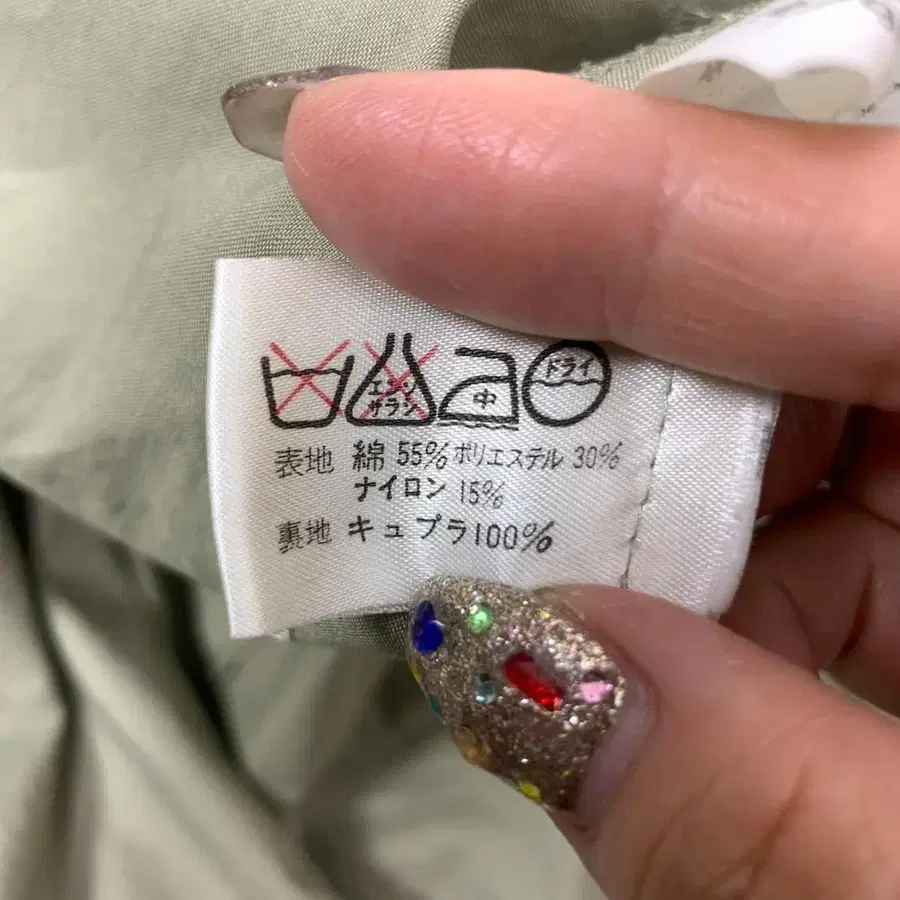 エンソ サラシ 中 ドライ
表地 綿 55% ポリエステル 30%
ナイロン 15%
裏地 キュプラ100%